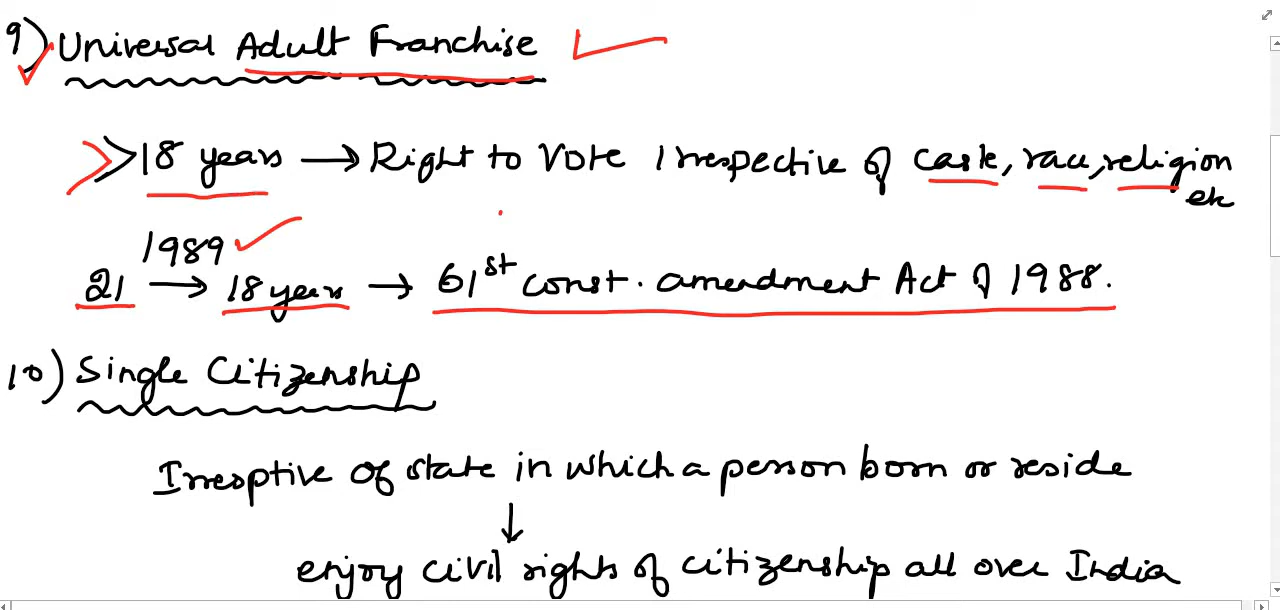 9) Universal Adult Franchise
>18 years → Right to Vote Irrespective of caste, race, religion
etc
1989
21 → 18 years → 61st const. amendment Act of 1988.
10) Single Citizenship
Irresptive of state in which a person born or reside
↓
enjoy civil rights of citizenship all over India